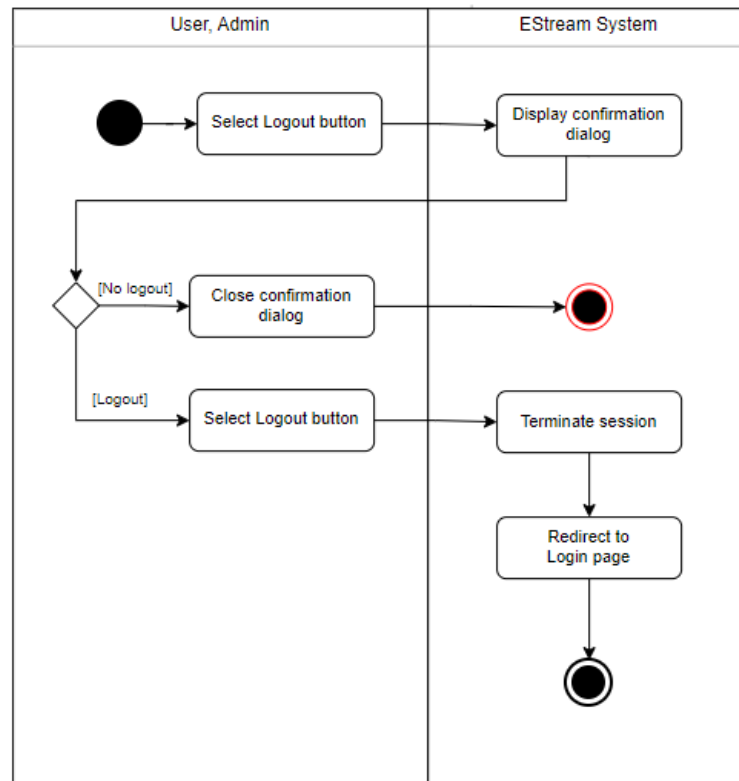 User, Admin
EStream System
Select Logout button
Display confirmation
dialog
[No logout]
Close confirmation
dialog
[Logout]
Select Logout button
Terminate session
Redirect to
Login page